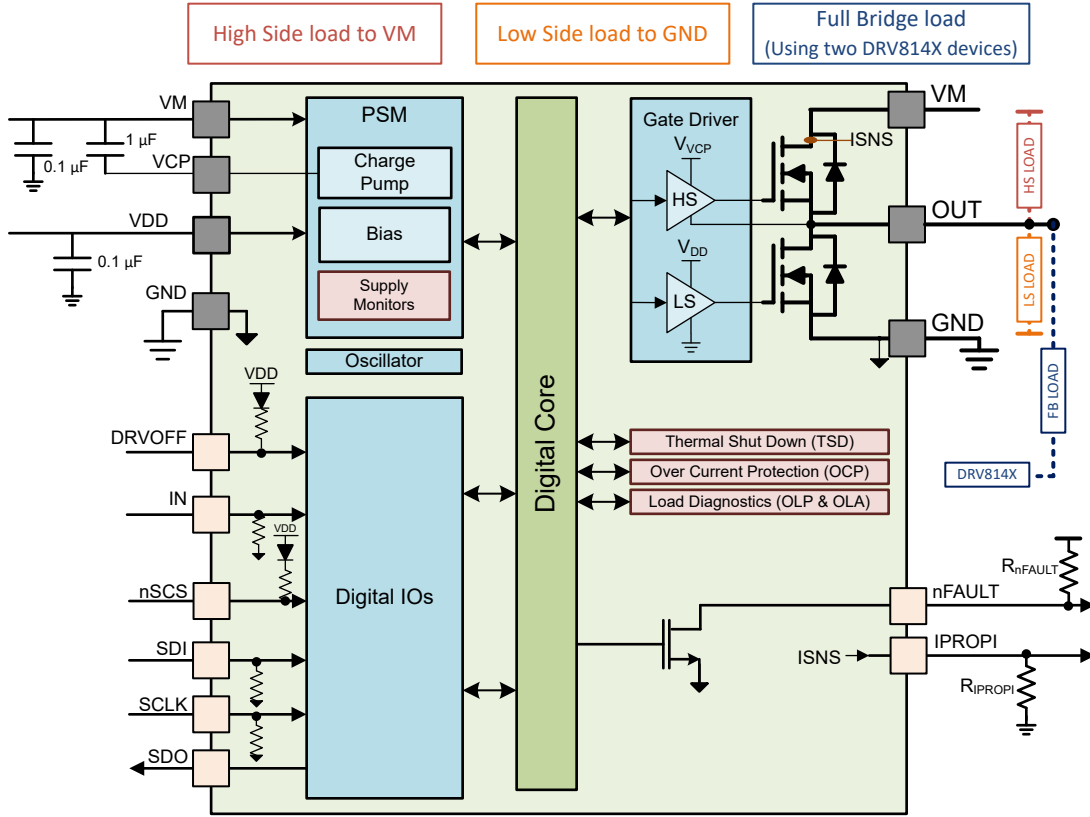 High Side load to VM
Low Side load to GND
Full Bridge load
(Using two DRV814X devices)
VM
1 µF
0.1 µF
VCP
VDD
0.1 µF
GND
PSM
Charge
Pump
Bias
Supply
Monitors
Oscillator
Digital Core
Gate Driver
VVCP
HS
VDD
LS
ISNS
VM
OUT
GND
HS LOAD
LS LOAD
FB LOAD
DRV814X
VDD
DRVOFF
IN
VDD
nSCS
SDI
SCLK
SDO
Digital IOs
Thermal Shut Down (TSD)
Over Current Protection (OCP)
Load Diagnostics (OLP & OLA)
RnFAULT
nFAULT
IPROPI
ISNS
RIPROPI